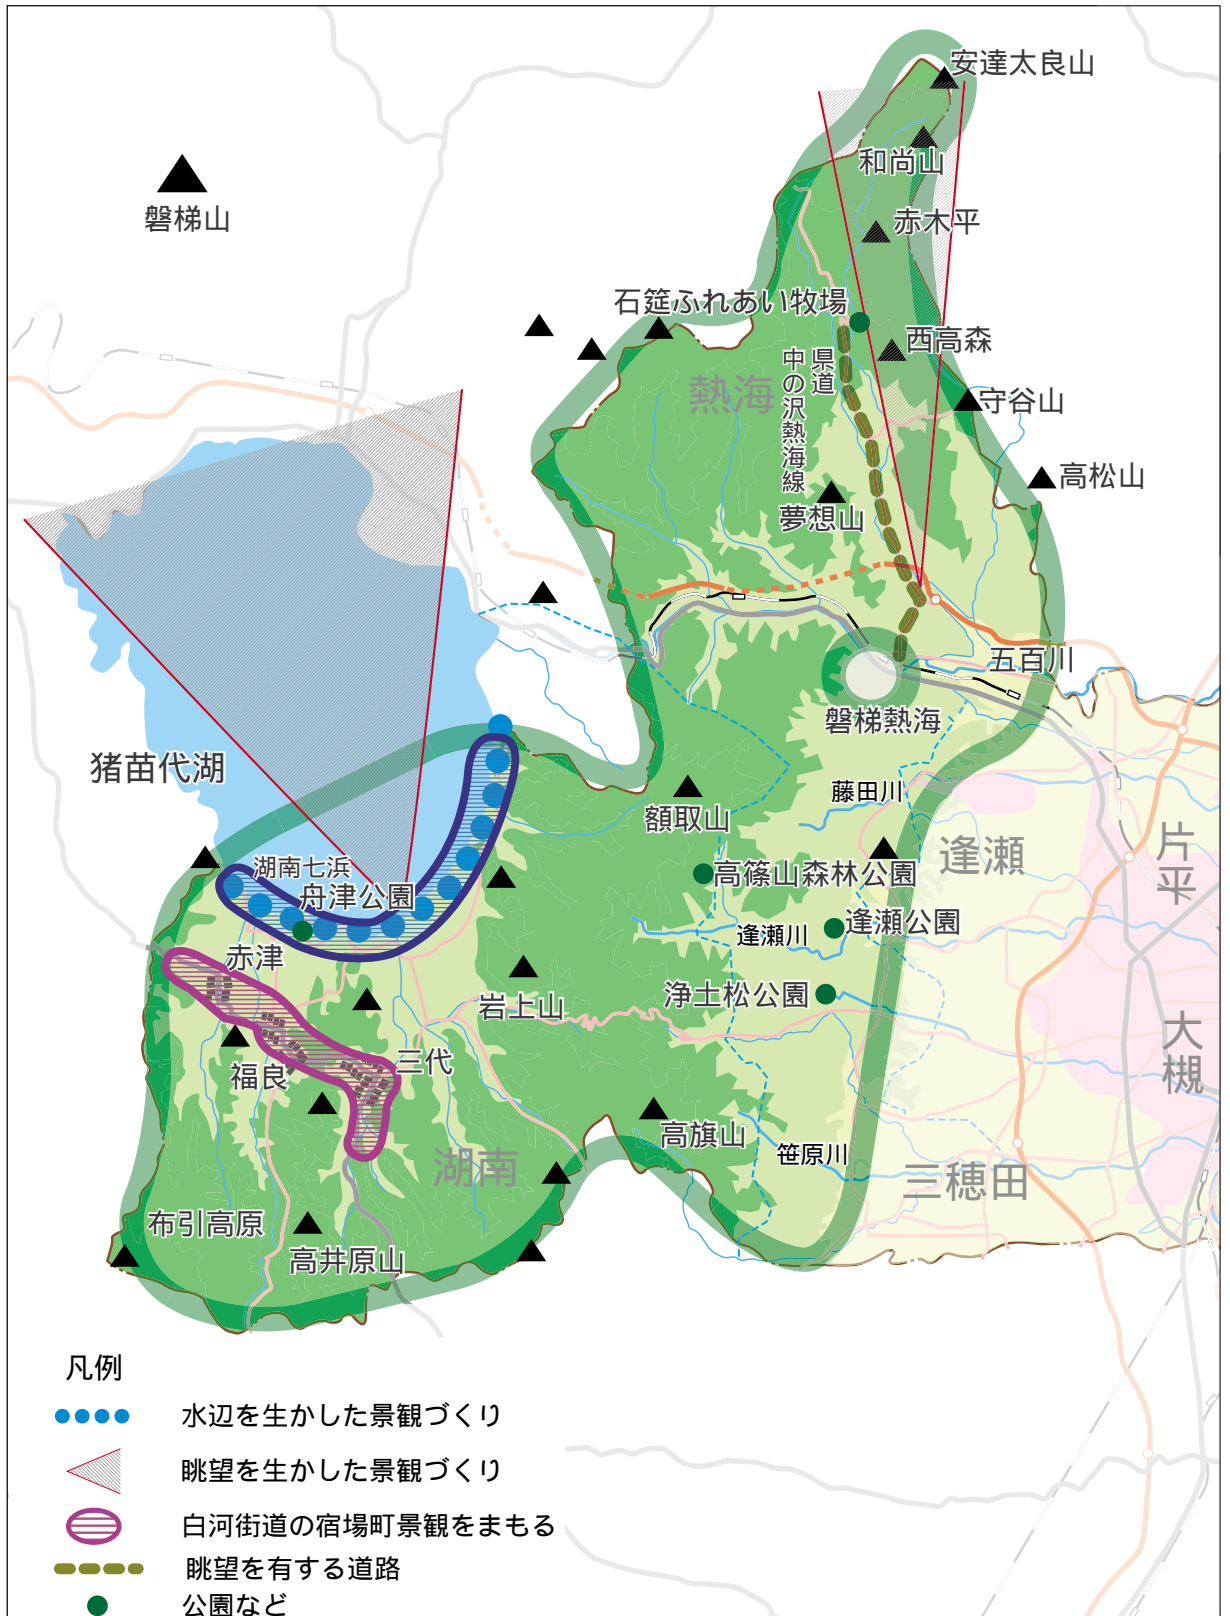 安達太良山
和尚山
磐梯山
赤木平
石筵ふれあい牧場
西高森
県道
中の沢熱海線
熱海
守谷山
高松山
夢想山
五百川
磐梯熱海
猪苗代湖
藤田川
額取山
逢瀬
片平
湖南七浜
舟津公園
高篠山森林公園
逢瀬公園
逢瀬川
赤津
浄土松公園
岩上山
大槻
三代
福良
高旗山
笹原川
湖南
三穂田
布引高原
高井原山
凡例
水辺を生かした景観づくり
眺望を生かした景観づくり
白河街道の宿場町景観をまもる
眺望を有する道路
公園など